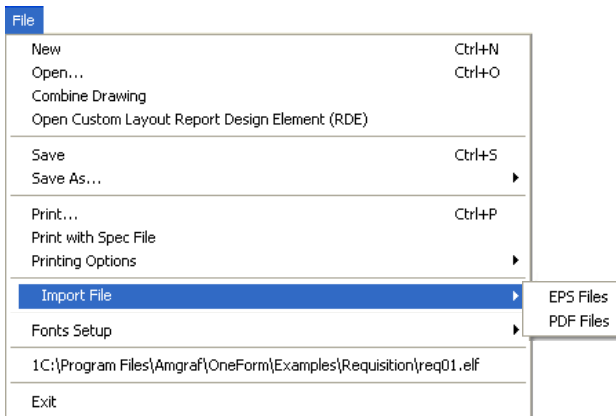 File
New Ctrl+N
Open... Ctrl+O
Combine Drawing
Open Custom Layout Report Design Element (RDE)
Save Ctrl+S
Save As...
Print... Ctrl+P
Print with Spec File
Printing Options
Import File
EPS Files
PDF Files
Fonts Setup
1C:\Program Files\Amgraf\OneForm\Examples\Requisition\req01.elf
Exit